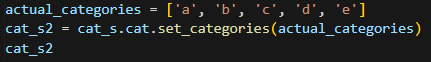 actual_categories = ['a', 'b', 'c', 'd', 'e']
cat_s2 = cat_s.cat.set_categories(actual_categories)
cat_s2